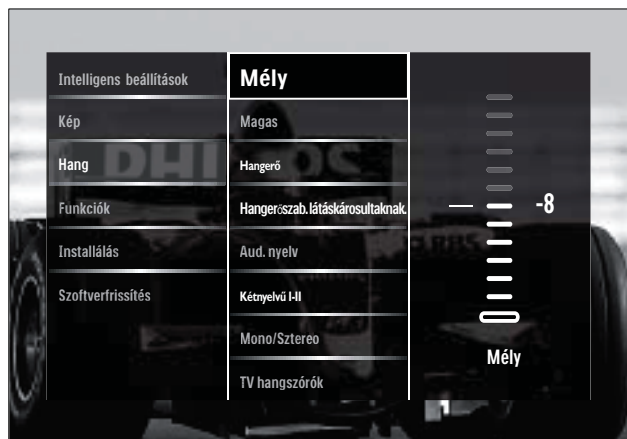 Intelligens beállítások
Kép
Hang
Funkciók
Installálás
Szoftverfrissítés
Mély
Magas
Hangerő
Hangerőszab. látáskárosultaknak.
Aud. nyelv
Kétnyelvű I-II
Mono/Sztereo
TV hangszórók
-8
Mély